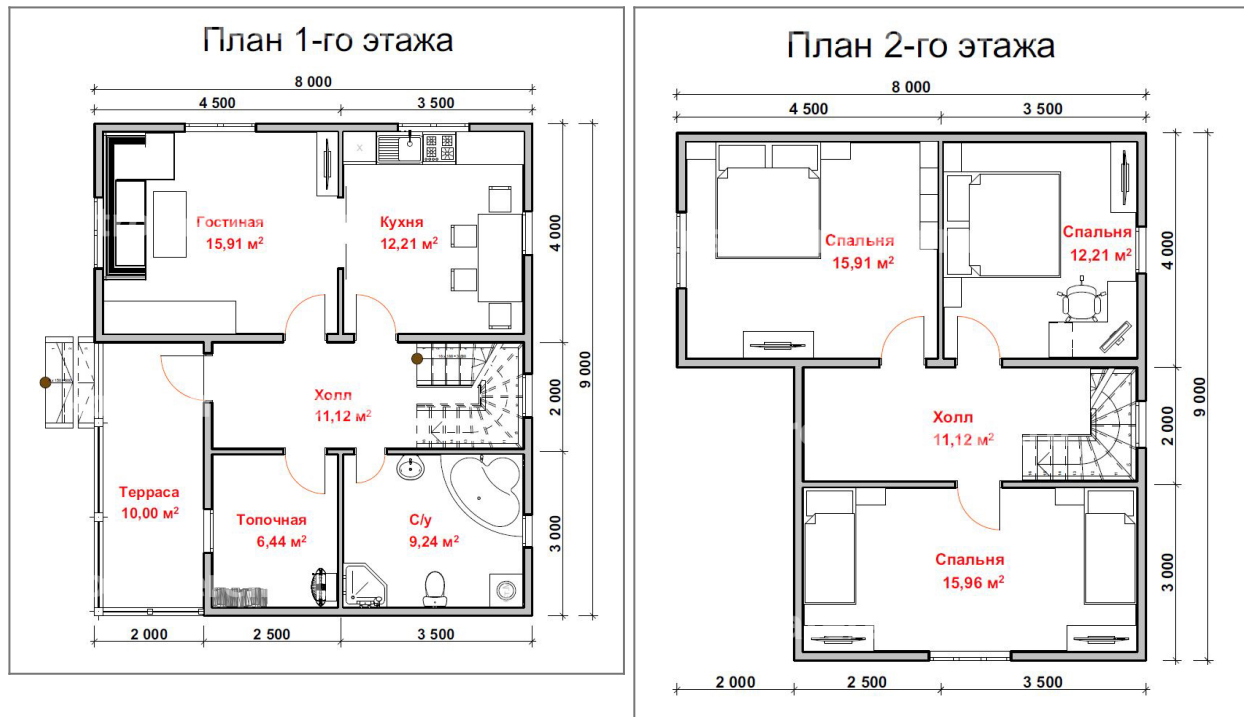 План 1-го этажа
8 000
4 500
3 500
Гостиная
15,91 м²
Кухня
12,21 м²
4 000
9 000
Холл
11,12 м²
2 000
Терраса
10,00 м²
Топочная
6,44 м²
С/у
9,24 м²
3 000
2 000
2 500
3 500
План 2-го этажа
8 000
4 500
3 500
Спальня
15,91 м²
Спальня
12,21 м²
4 000
9 000
Холл
11,12 м²
2 000
Спальня
15,96 м²
3 000
2 000
2 500
3 500